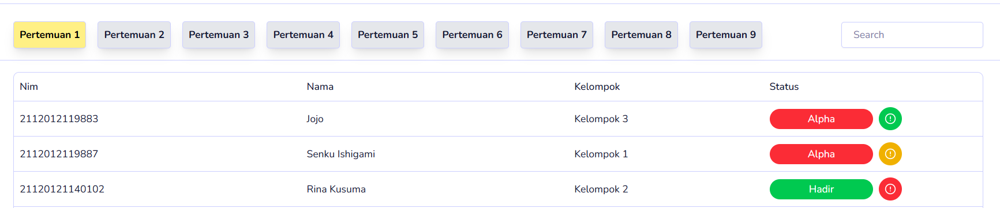 Pertemuan 1 Pertemuan 2 Pertemuan 3 Pertemuan 4 Pertemuan 5 Pertemuan 6 Pertemuan 7 Pertemuan 8 Pertemuan 9 Search
Nim Nama Kelompok Status
2112012119883 Jojo Kelompok 3 Alpha
2112012119887 Senku Ishigami Kelompok 1 Alpha
21120121140102 Rina Kusuma Kelompok 2 Hadir